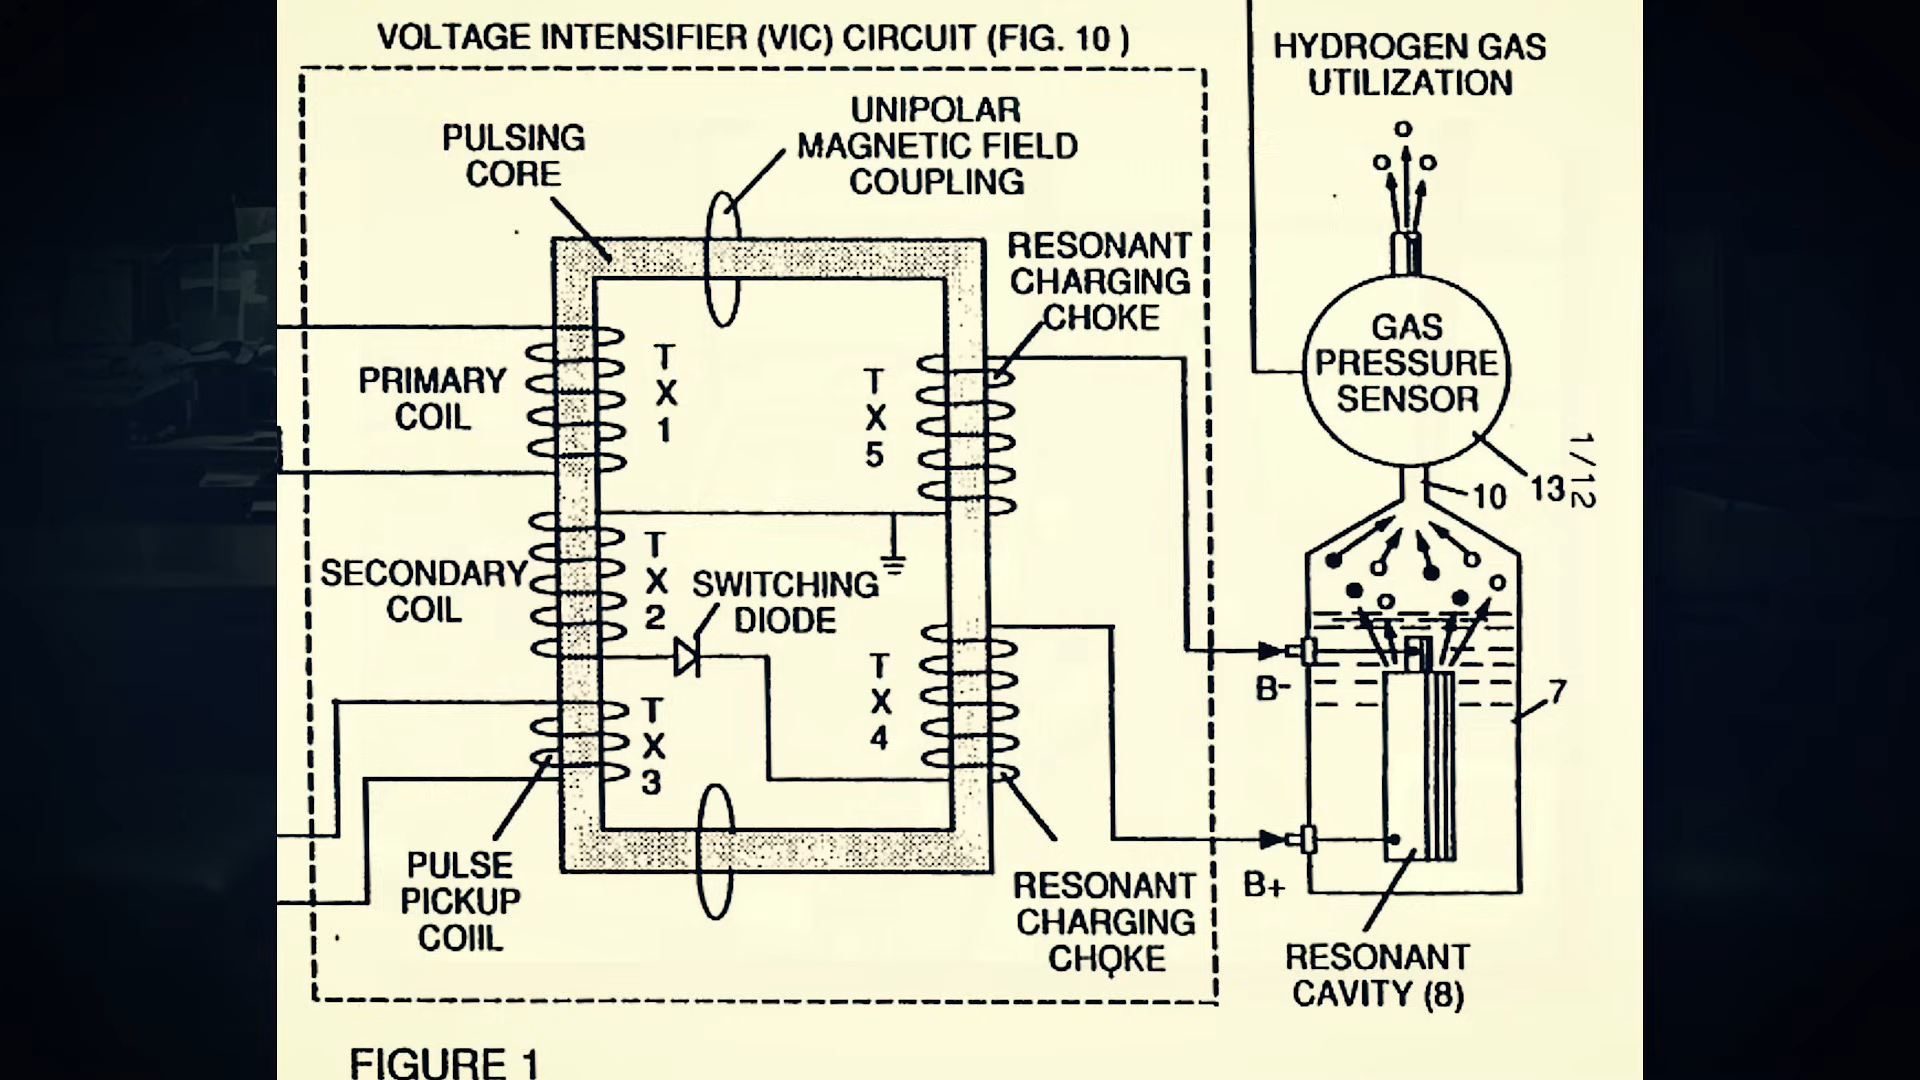 VOLTAGE INTENSIFIER (VIC) CIRCUIT (FIG. 10 )
HYDROGEN GAS
UTILIZATION
UNIPOLAR
MAGNETIC FIELD
COUPLING
PULSING
CORE
RESONANT
CHARGING
CHOKE
GAS
PRESSURE
SENSOR
PRIMARY
COIL
T
X
1
T
X
5
10
13
1/12
SECONDARY
COIL
T
X
2
SWITCHING
DIODE
T
X
4
B-
7
T
X
3
PULSE
PICKUP
COIIL
B+
RESONANT
CHARGING
CHOKE
RESONANT
CAVITY (8)
FIGURE 1